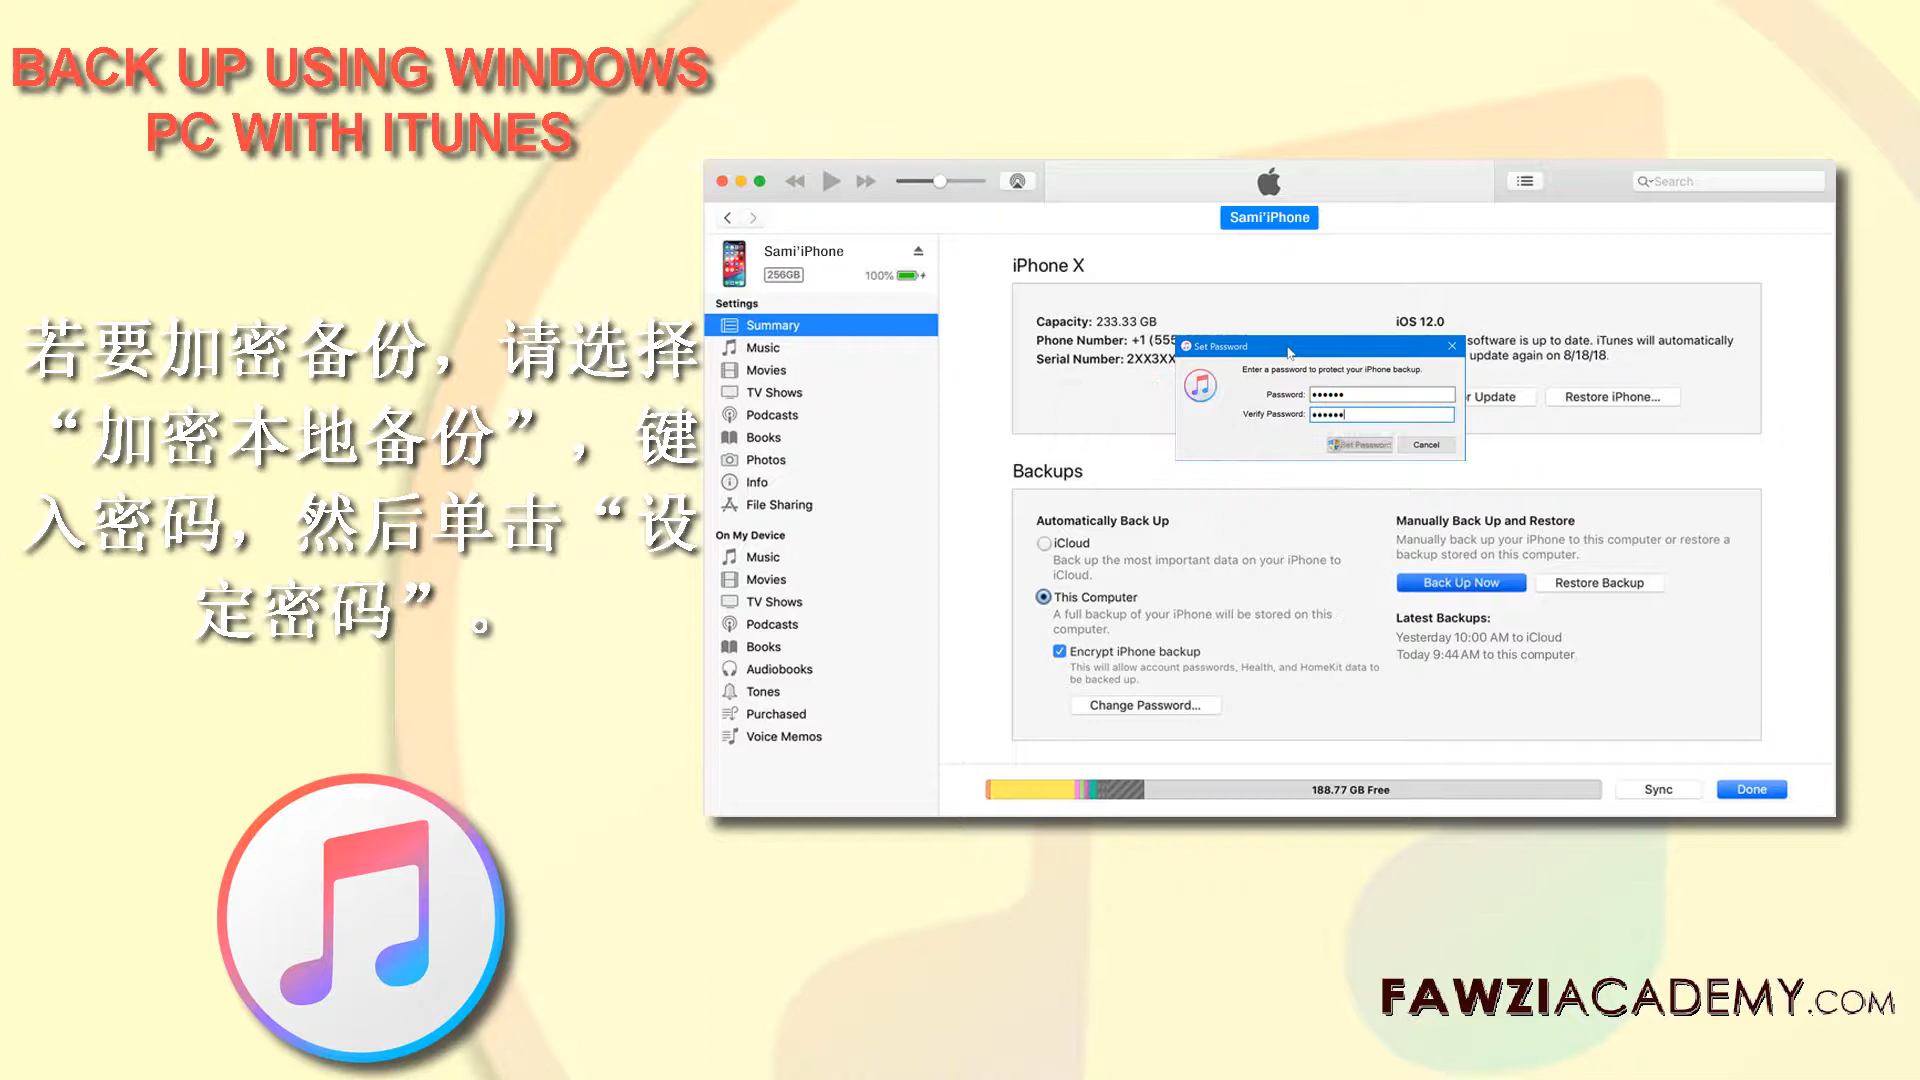 BACK UP USING WINDOWS
PC WITH ITUNES
若要加密备份，请选择
“加密本地备份”，键
入密码，然后单击“设
定密码”。
Search
Sami'iPhone
Sami'iPhone
256GB
100%
Settings
Summary
Music
Movies
TV Shows
Podcasts
Books
Photos
Info
File Sharing
On My Device
Music
Movies
TV Shows
Podcasts
Books
Audiobooks
Tones
Purchased
Voice Memos
iPhone X
Capacity: 233.33 GB
Phone Number: +1 (555
Serial Number: 2XX3XX
iOS 12.0
software is up to date. iTunes will automatically
update again on 8/18/18.
r Update
Restore iPhone...
Set Password
Enter a password to protect your iPhone backup.
Password: ••••••
Verify Password: ••••••
Set Password
Cancel
Backups
Automatically Back Up
iCloud
Back up the most important data on your iPhone to
iCloud.
This Computer
A full backup of your iPhone will be stored on this
computer.
Encrypt iPhone backup
This will allow account passwords, Health, and HomeKit data to
be backed up.
Change Password...
Manually Back Up and Restore
Manually back up your iPhone to this computer or restore a
backup stored on this computer.
Back Up Now
Restore Backup
Latest Backups:
Yesterday 10:00 AM to iCloud
Today 9:44 AM to this computer
188.77 GB Free
Sync
Done
FAWZIACADEMY.COM